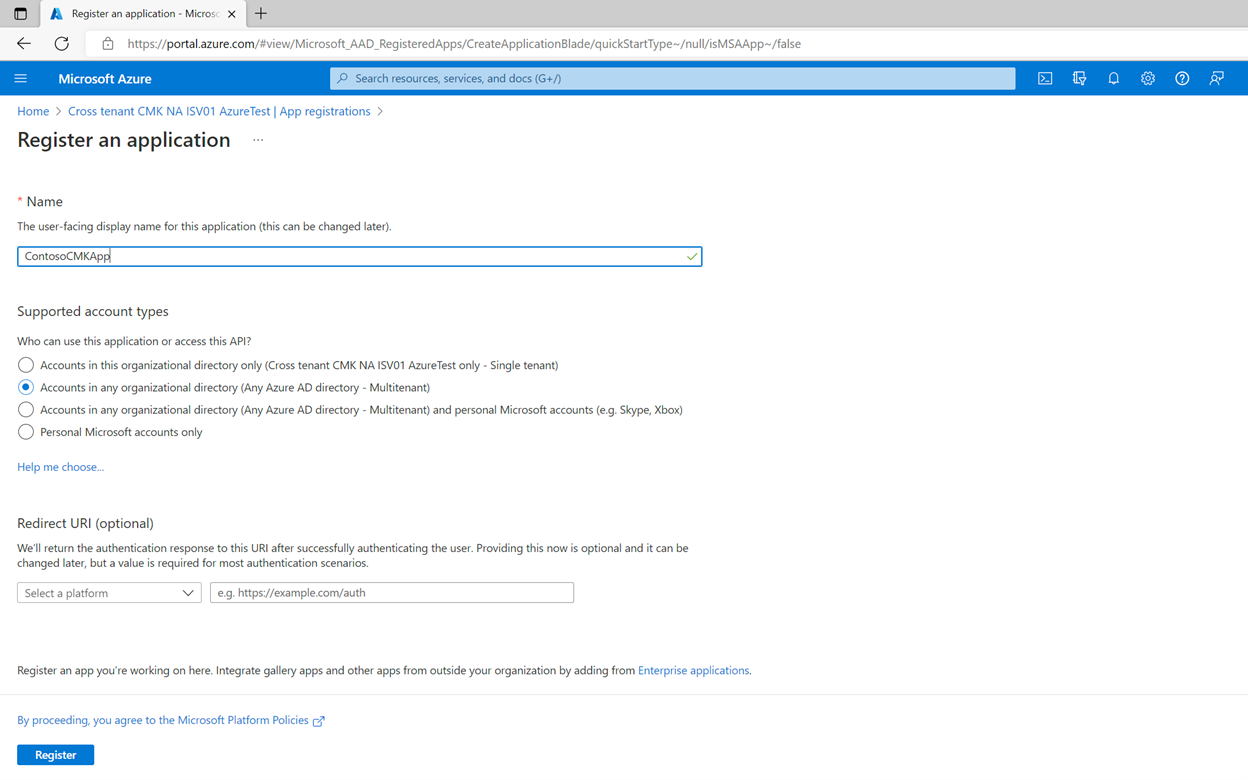 Register an application - Microso
https://portal.azure.com/#view/Microsoft_AAD_RegisteredApps/CreateApplicationBlade/quickStartType~/null/isMSAApp~/false
Microsoft Azure
Search resources, services, and docs (G+/)
Home > Cross tenant CMK NA ISV01 AzureTest | App registrations >
Register an application ...
* Name
The user-facing display name for this application (this can be changed later).
ContosoCMKApp
Supported account types
Who can use this application or access this API?
Accounts in this organizational directory only (Cross tenant CMK NA ISV01 AzureTest only - Single tenant)
Accounts in any organizational directory (Any Azure AD directory - Multitenant)
Accounts in any organizational directory (Any Azure AD directory - Multitenant) and personal Microsoft accounts (e.g. Skype, Xbox)
Personal Microsoft accounts only
Help me choose...
Redirect URI (optional)
We'll return the authentication response to this URI after successfully authenticating the user. Providing this now is optional and it can be
changed later, but a value is required for most authentication scenarios.
Select a platform
e.g. https://example.com/auth
Register an app you're working on here. Integrate gallery apps and other apps from outside your organization by adding from Enterprise applications.
By proceeding, you agree to the Microsoft Platform Policies
Register